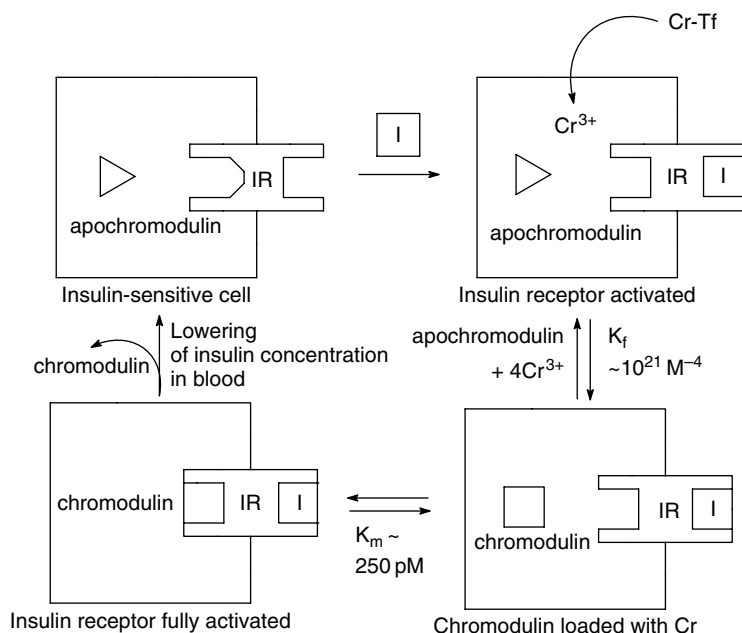 Cr-Tf
I
Cr³⁺
IR
IR
I
apochromodulin
apochromodulin
Insulin-sensitive cell
Insulin receptor activated
Lowering
of insulin concentration
in blood
chromodulin
apochromodulin
+ 4Cr³⁺
K_f
~10²¹ M⁻⁴
chromodulin
IR
I
IR
I
chromodulin
K_m ~
250 pM
Insulin receptor fully activated
Chromodulin loaded with Cr